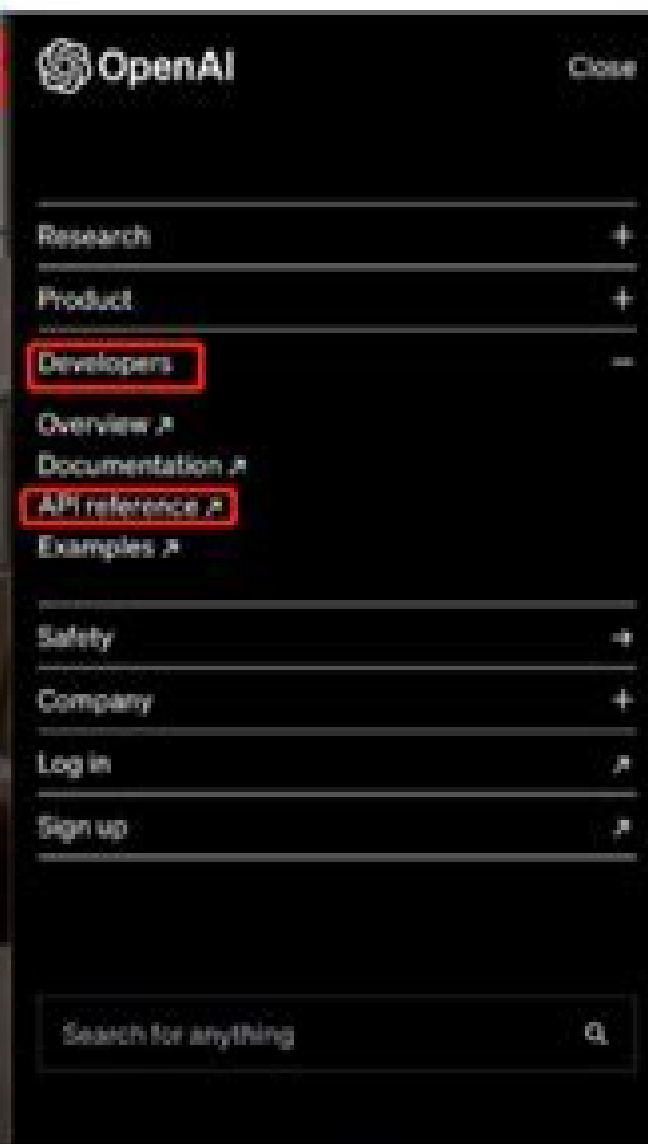 OpenAI
Close
Research
Product
Developers
Overview
Documentation
API reference
Examples
Safety
Company
Log in
Sign up
Search for anything